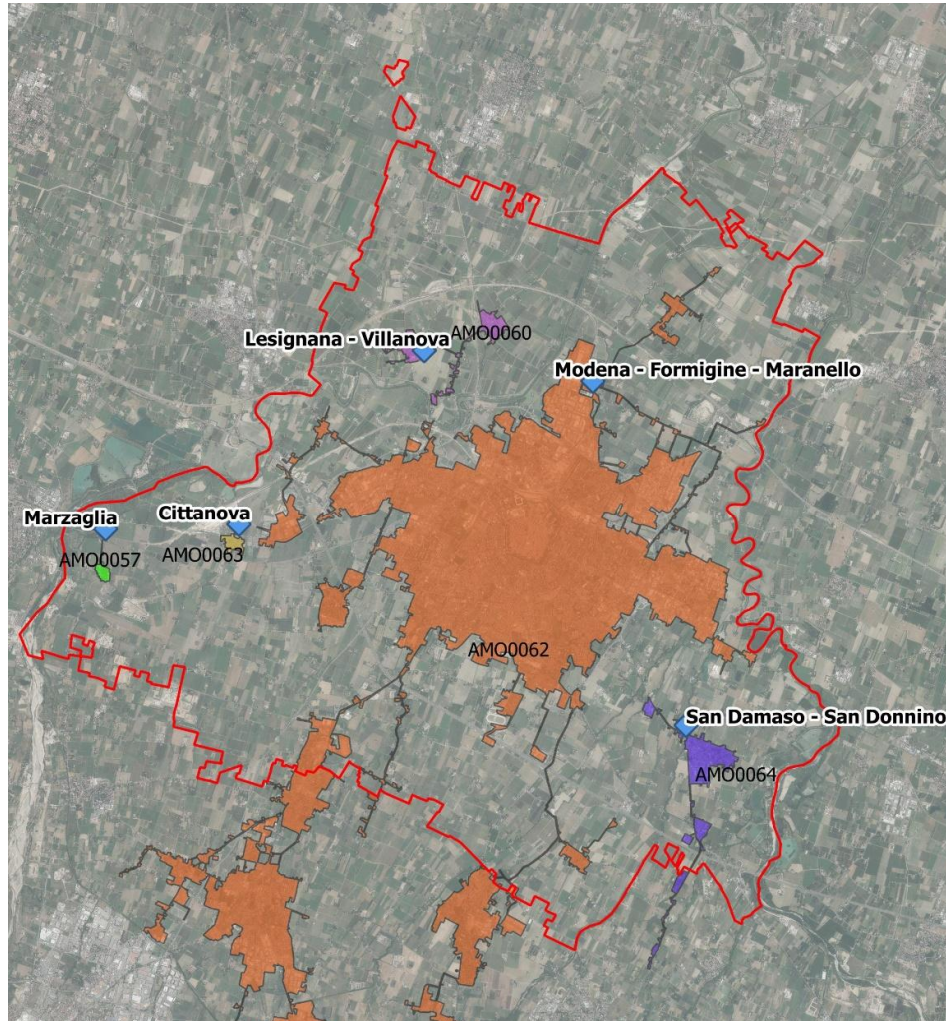 Lesignana - Villanova
AMO0060
Modena - Formigine - Maranello
Marzaglia
Cittanova
AMO0057
AMO0063
AMO0062
San Damaso - San Donnino
AMO0064